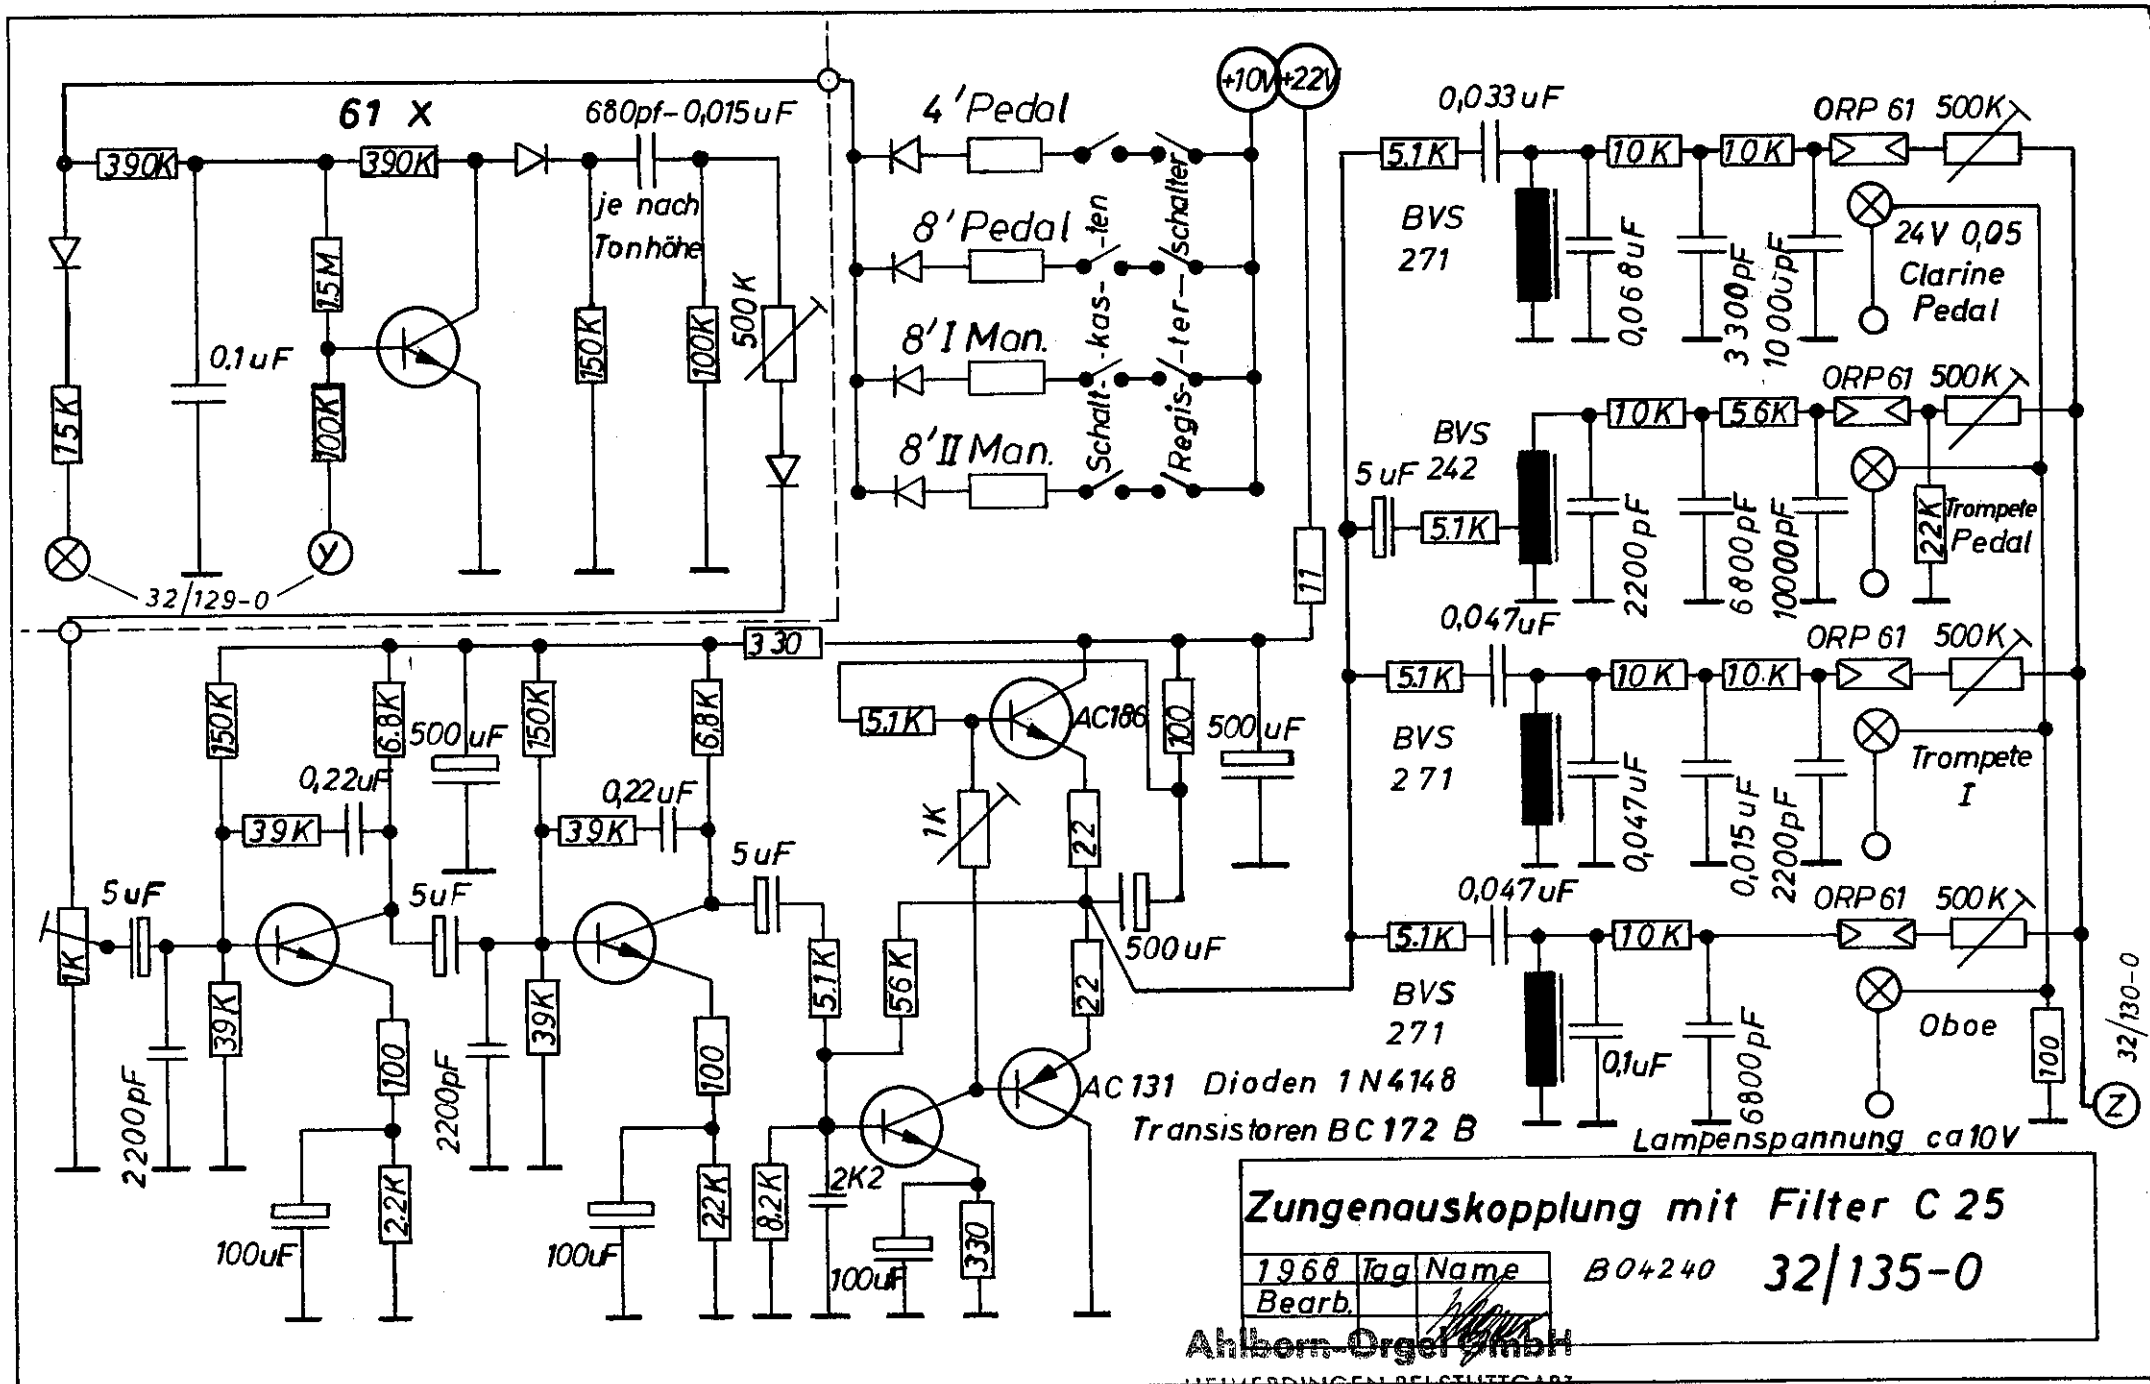 61 X
680pf-0,015uF
390K
390K
je nach
Tonhöhe
1.5M
0,1uF
15K
100K
150K
100K
500K
X
Y
32/129-0
4' Pedal
8' Pedal
8' I Man.
8' II Man.
Schalt-kas-ten
Regis-ter-schalter
+10V
+22V
11
330
150K
6.8K
500uF
150K
6,8K
0,22uF
39K
0,22uF
39K
5uF
1K
5uF
5uF
39K
2200pF
100
2200pF
39K
100
2.2K
100uF
22K
100uF
5.1K
AC186
100
500uF
1K
22
500uF
5.1K
56K
22
AC131
8.2K
2K2
100uF
330
Dioden 1N4148
Transistoren BC172 B
0,033uF
ORP 61
500K
5.1K
10K
10K
BVS
271
0,068uF
3300pF
1000pF
24V 0,05
Clarine
Pedal
ORP 61
500K
10K
5.6K
BVS
242
5uF
5.1K
2200pF
6800pF
10000pF
22K
Trompete
Pedal
0,047uF
ORP 61
500K
5.1K
10K
10K
BVS
271
0,047uF
0,015uF
2200pF
Trompete
I
0,047uF
ORP 61
500K
5.1K
10K
BVS
271
0,1uF
6800pF
Oboe
100
32/130-0
Z
Lampenspannung ca10V
Zungenauskopplung mit Filter C 25
1968 Tag Name
B04240
32/135-0
Bearb.
Ahlborn-Orgel GmbH